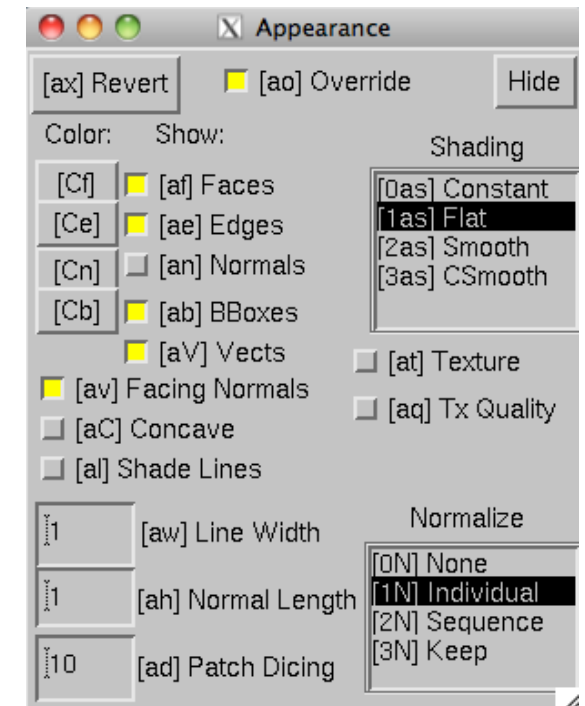 Appearance
[ax] Revert [ao] Override Hide
Color: Show:
[Cf] [af] Faces
[Ce] [ae] Edges
[Cn] [an] Normals
[Cb] [ab] BBoxes
[aV] Vects
[av] Facing Normals
[aC] Concave
[al] Shade Lines
Shading
[0as] Constant
[1as] Flat
[2as] Smooth
[3as] CSmooth
[at] Texture
[aq] Tx Quality
1 [aw] Line Width
1 [ah] Normal Length
10 [ad] Patch Dicing
Normalize
[0N] None
[1N] Individual
[2N] Sequence
[3N] Keep